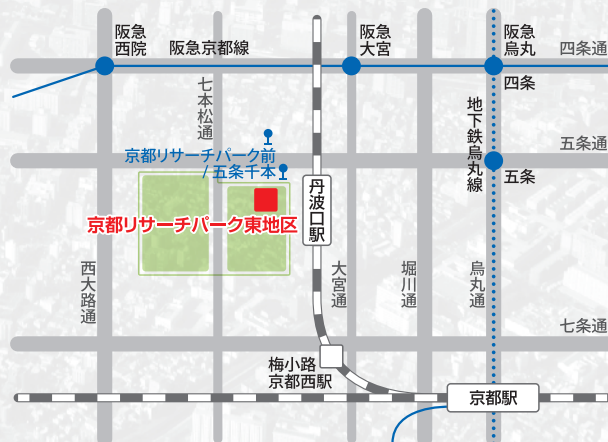 阪急
西院
阪急京都線
阪急
大宮
阪急
烏丸
四条通
四条
七本松通
地下鉄烏丸線
五条通
京都リサーチパーク前
/ 五条千本
五条
丹波口駅
京都リサーチパーク東地区
西大路通
大宮通
堀川通
烏丸通
七条通
梅小路
京都西駅
京都駅